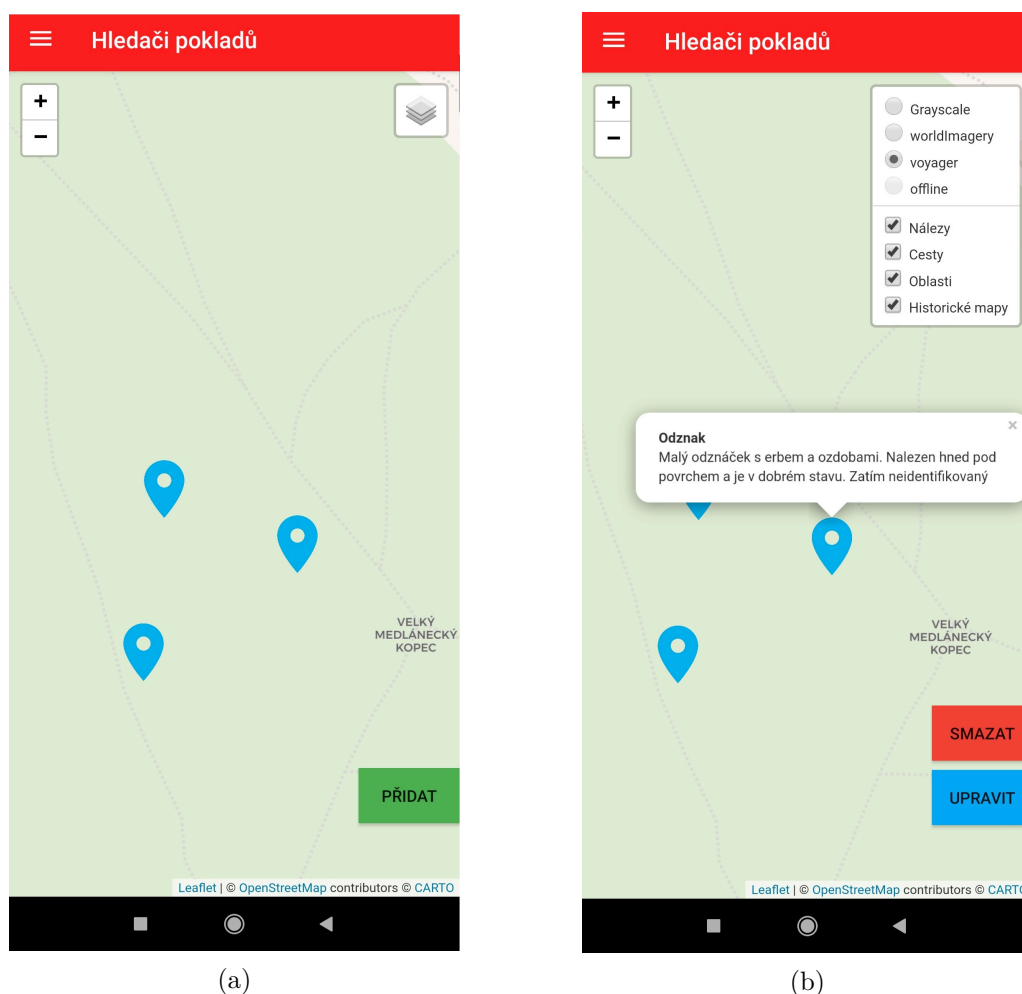 Hledači pokladů
+
−
VELKÝ
MEDLÁNECKÝ
KOPEC
PŘIDAT
Leaflet | © OpenStreetMap contributors © CARTO
(a)
Hledači pokladů
+
−
Grayscale
worldImagery
voyager
offline
Nálezy
Cesty
Oblasti
Historické mapy
×
Odznak
Malý odznáček s erbem a ozdobami. Nalezen hned pod
povrchem a je v dobrém stavu. Zatím neidentifikovaný
VELKÝ
MEDLÁNECKÝ
KOPEC
SMAZAT
UPRAVIT
Leaflet | © OpenStreetMap contributors © CARTO
(b)